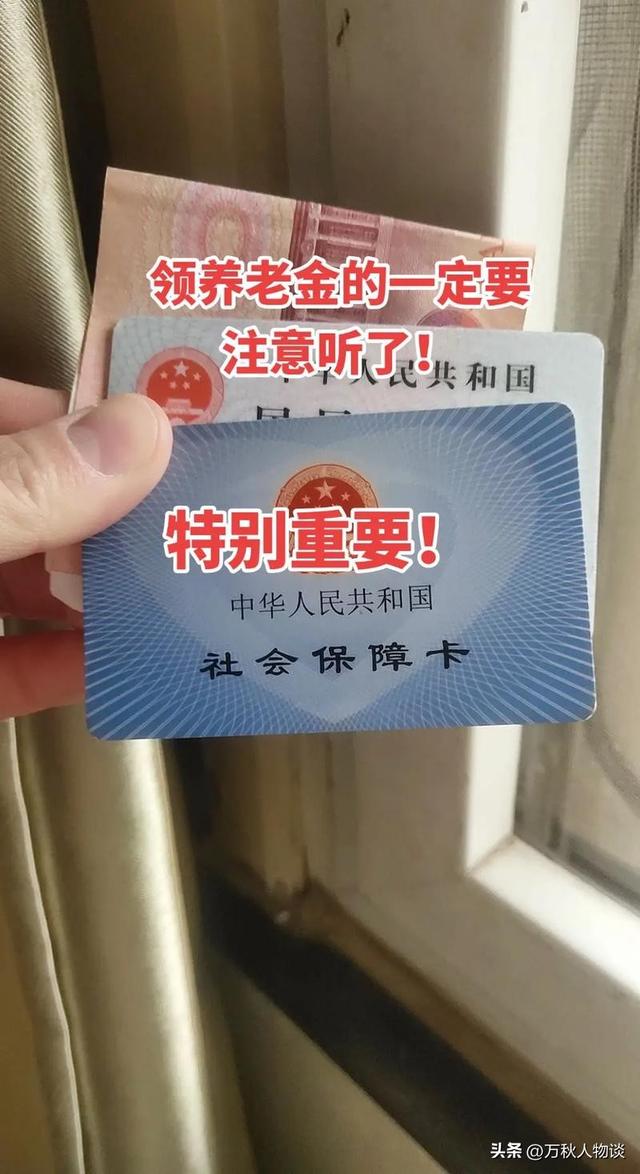 领养老金的一定要
注意听了！
中华人民共和国
特别重要！
中华人民共和国
社会保障卡
头条 @万秋人物谈